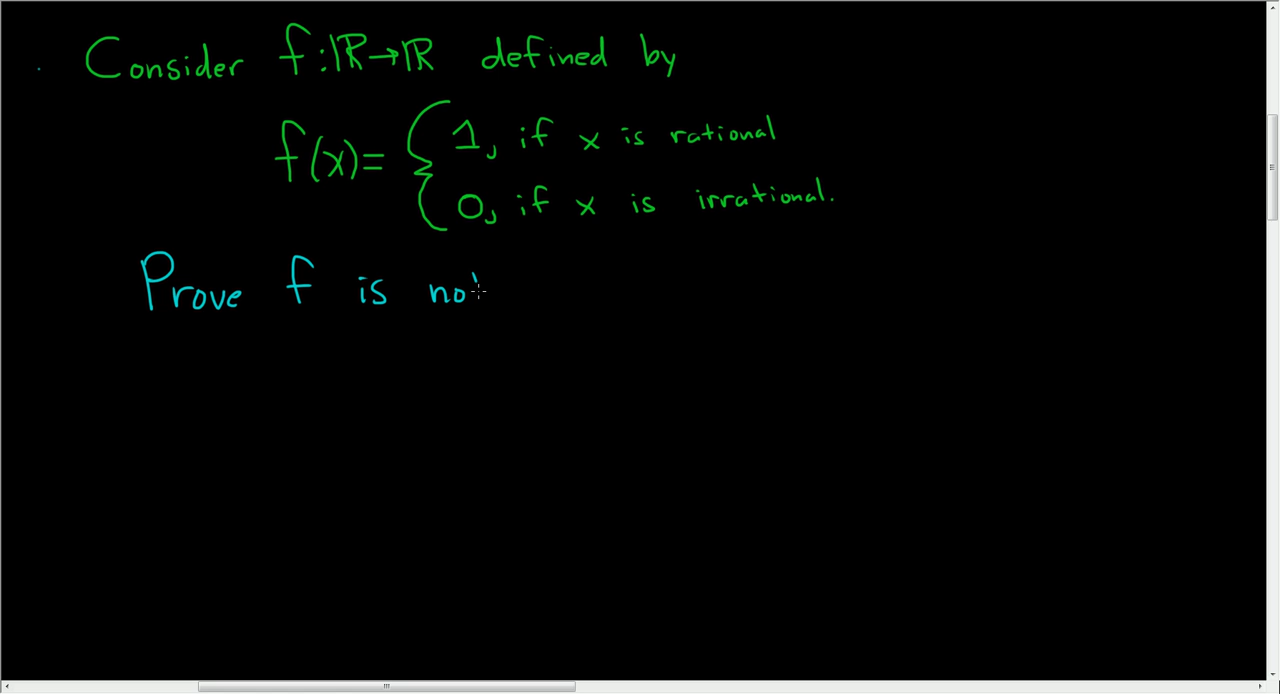 Consider f:ℝ→ℝ defined by
f(x)= { 1, if x is rational
0, if x is irrational.
Prove f is no